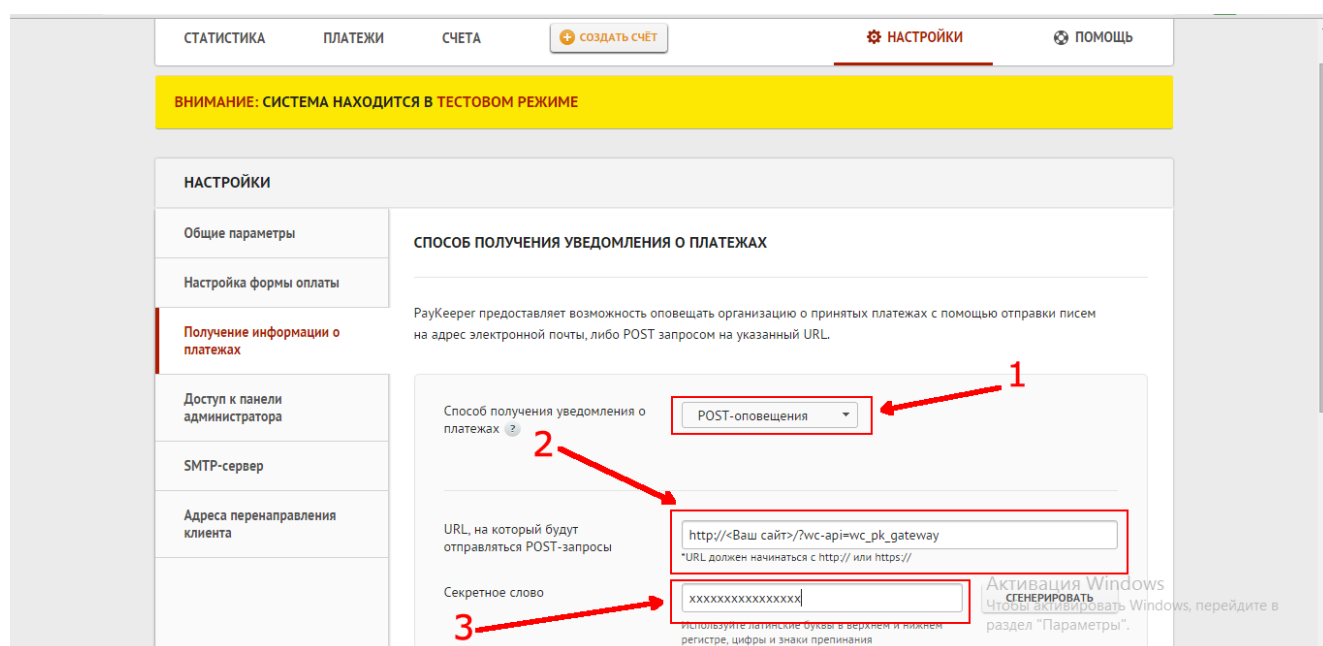 СТАТИСТИКА ПЛАТЕЖИ СЧЕТА СОЗДАТЬ СЧЁТ НАСТРОЙКИ ПОМОЩЬ
ВНИМАНИЕ: СИСТЕМА НАХОДИТСЯ В ТЕСТОВОМ РЕЖИМЕ
НАСТРОЙКИ
Общие параметры
Настройка формы оплаты
Получение информации о
платежах
Доступ к панели
администратора
SMTP-сервер
Адреса перенаправления
клиента
СПОСОБ ПОЛУЧЕНИЯ УВЕДОМЛЕНИЯ О ПЛАТЕЖАХ
PayKeeper предоставляет возможность оповещать организацию о принятых платежах с помощью отправки писем
на адрес электронной почты, либо POST запросом на указанный URL.
1
Способ получения уведомления о
платежах ?
POST-оповещения
2
URL, на который будут
отправляться POST-запросы
http://<Ваш сайт>/?wc-api=wc_pk_gateway
*URL должен начинаться с http:// или https://
Секретное слово
xxxxxxxxxxxxxxxx
СГЕНЕРИРОВАТЬ
3
Используйте латинские буквы в верхнем и нижнем
регистре, цифры и знаки препинания
Активация Windows
Чтобы активировать Windows, перейдите в
раздел "Параметры".